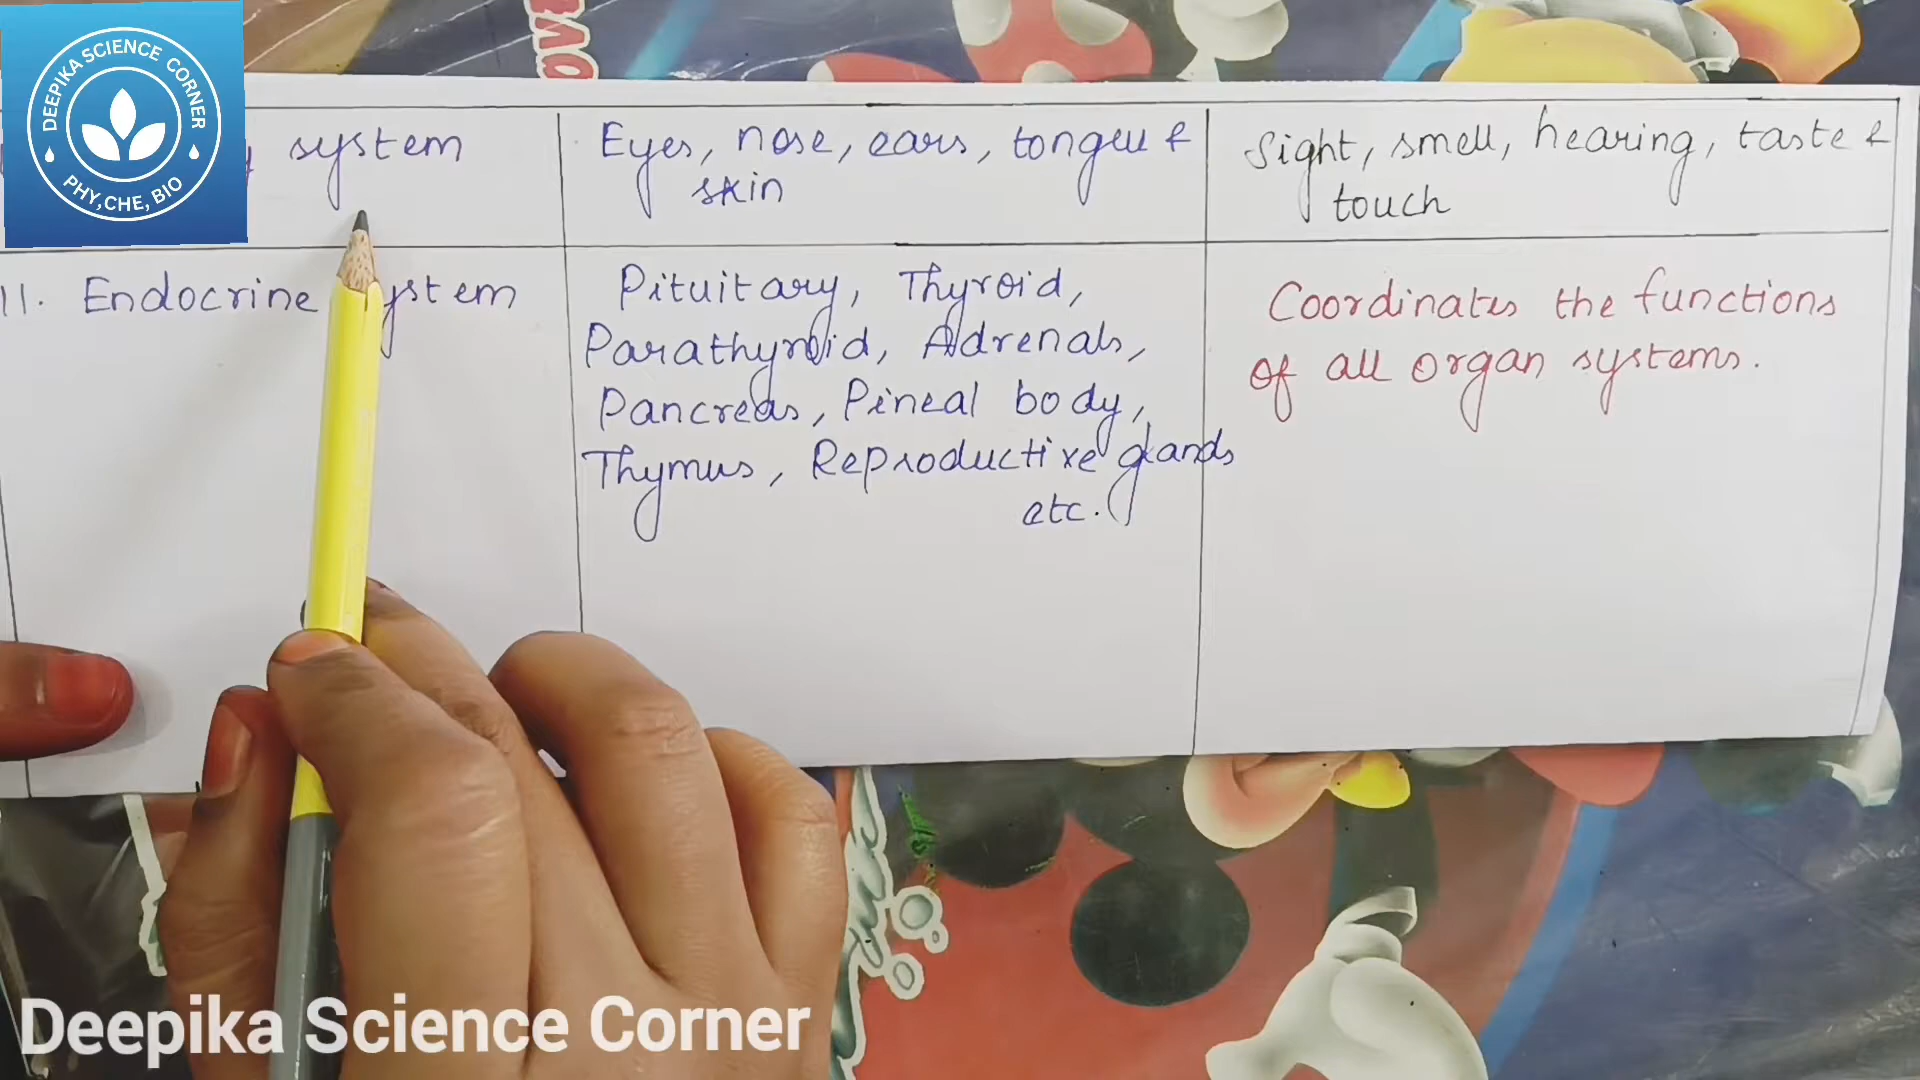 DEEPIKA SCIENCE CORNER
PHY,CHE, BIO
system
Eyes, nose, ears, tongeu &
skin
Sight, smell, hearing, taste &
touch
11. Endocrine system
Pituitary, Thyroid,
Parathyroid, Adrenals,
Pancreas, Pineal body,
Thymus, Reproductive glands
etc.
Coordinates the functions
of all organ systems.
Deepika Science Corner